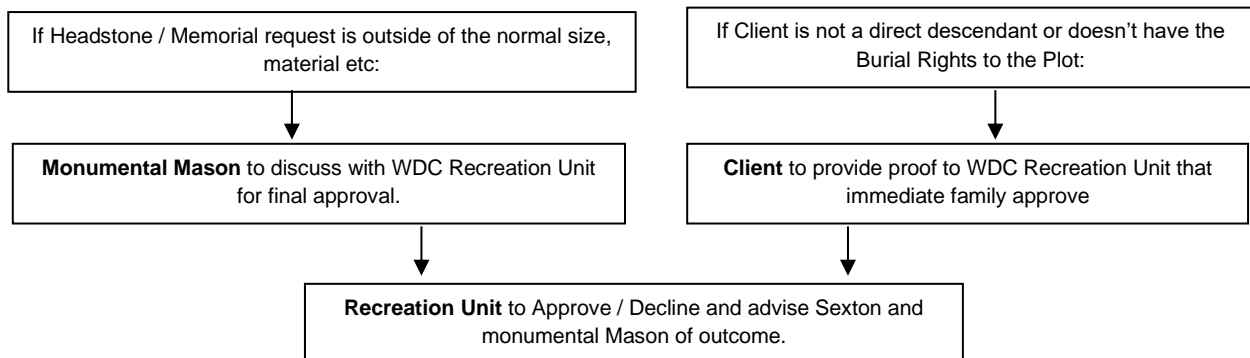 If Headstone / Memorial request is outside of the normal size,
material etc:
If Client is not a direct descendant or doesn’t have the
Burial Rights to the Plot:
Monumental Mason to discuss with WDC Recreation Unit
for final approval.
Client to provide proof to WDC Recreation Unit that
immediate family approve
Recreation Unit to Approve / Decline and advise Sexton and
monumental Mason of outcome.